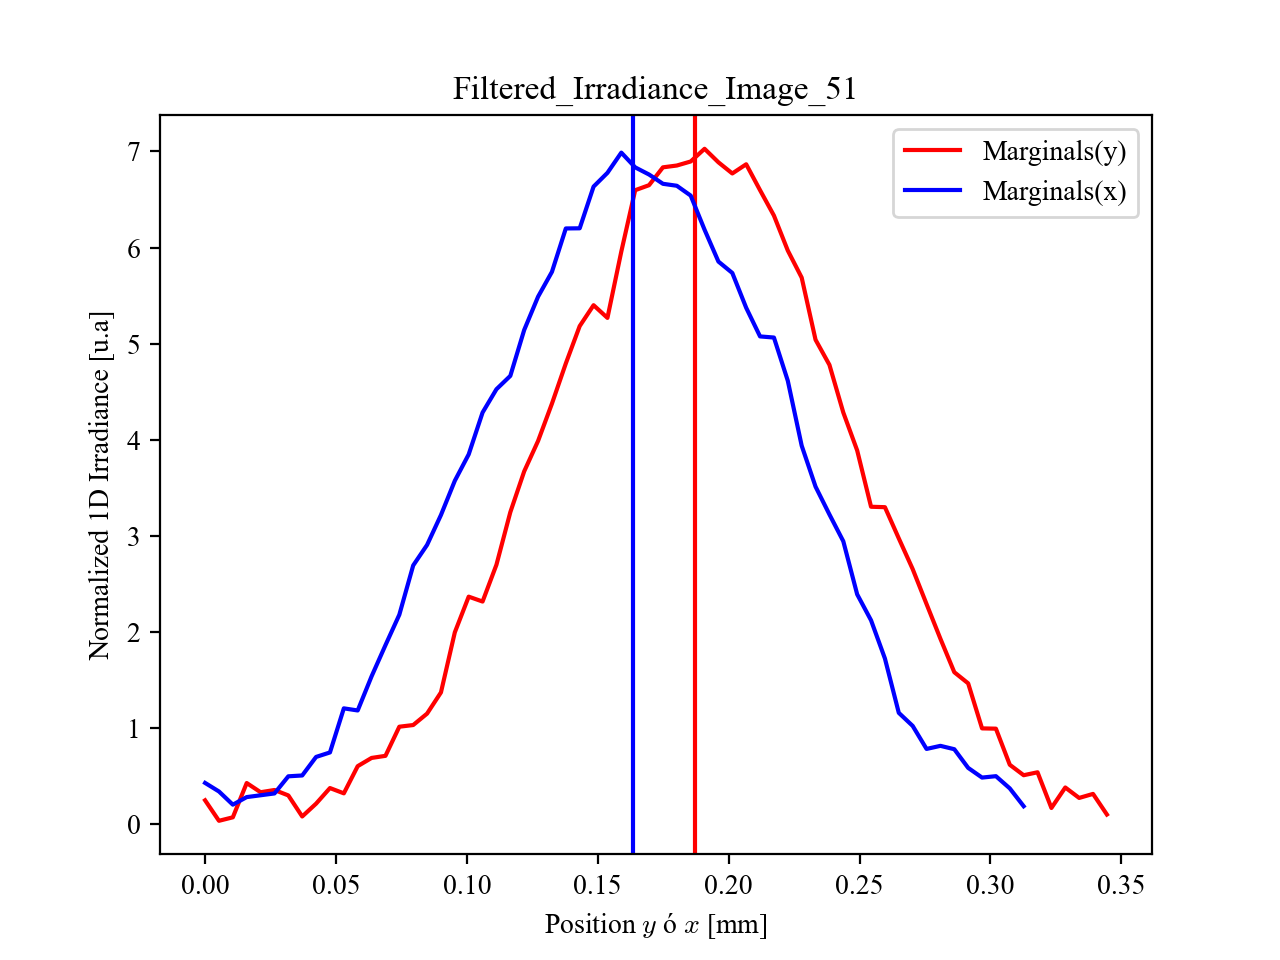 Filtered_Irradiance_Image_51
Marginals(y)
Marginals(x)
Normalized 1D Irradiance [u.a]
7
6
5
4
3
2
1
0
0.00 0.05 0.10 0.15 0.20 0.25 0.30 0.35
Position y ó x [mm]